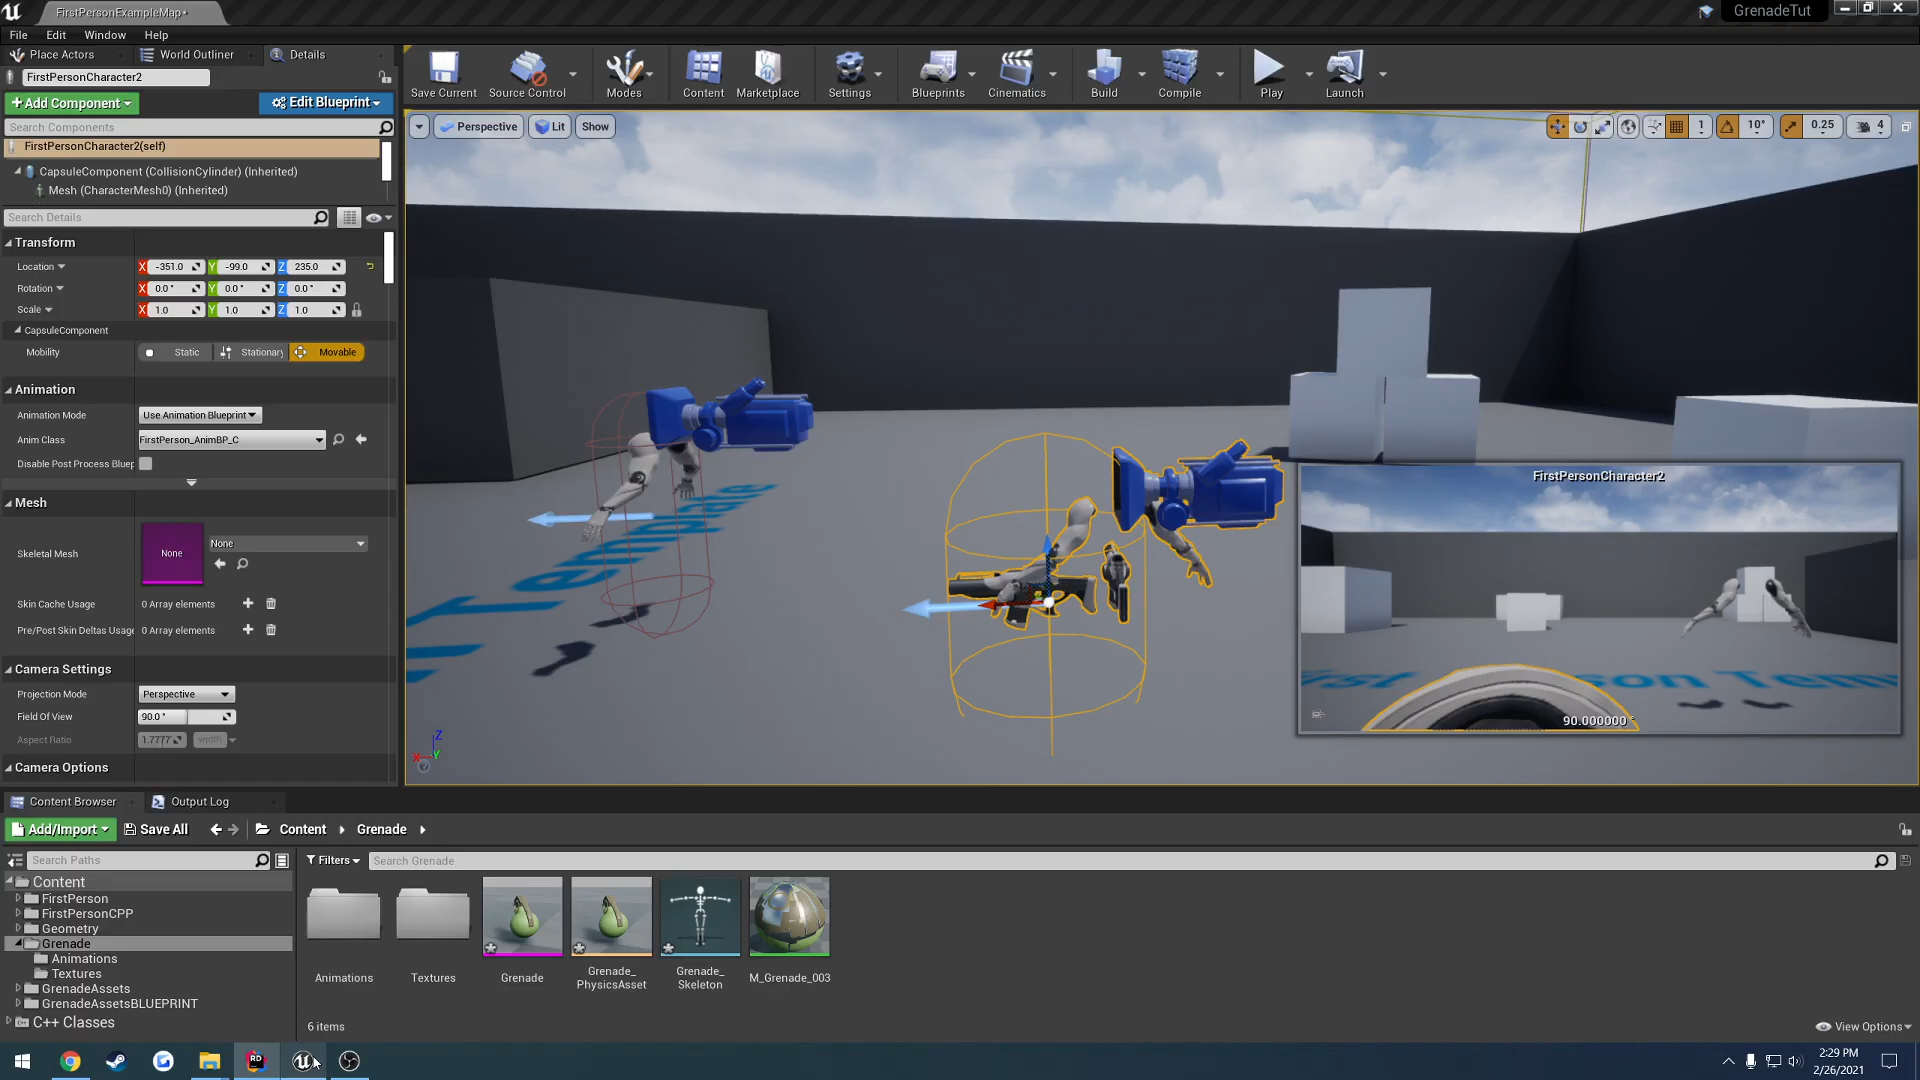 FirstPersonExampleMap•
GrenadeTut
File Edit Window Help
Place Actors World Outliner Details
FirstPersonCharacter2
+Add Component Edit Blueprint
Search Components
FirstPersonCharacter2(self)
CapsuleComponent (CollisionCylinder) (Inherited)
Mesh (CharacterMesh0) (Inherited)
Search Details
Transform
Location X -351.0 Y -99.0 Z 235.0
Rotation X 0.0° Y 0.0° Z 0.0°
Scale X 1.0 Y 1.0 Z 1.0
CapsuleComponent
Mobility Static Stationary Movable
Animation
Animation Mode Use Animation Blueprint
Anim Class FirstPerson_AnimBP_C
Disable Post Process Bluep
Mesh
Skeletal Mesh None None
Skin Cache Usage 0 Array elements
Pre/Post Skin Deltas Usage 0 Array elements
Camera Settings
Projection Mode Perspective
Field Of View 90.0°
Aspect Ratio 1.7777 width
Camera Options
Save Current Source Control Modes Content Marketplace Settings Blueprints Cinematics Build Compile Play Launch
Perspective Lit Show
1 10° 0.25 4
FirstPersonCharacter2
90.000000 °
X Y Z
Content Browser Output Log
Add/Import Save All Content Grenade
Search Paths
Filters Search Grenade
Content
FirstPerson
FirstPersonCPP
Geometry
Grenade
Animations
Textures
GrenadeAssets
GrenadeAssetsBLUEPRINT
C++ Classes
Animations
Textures
Grenade
Grenade_
PhysicsAsset
Grenade_
Skeleton
M_Grenade_003
6 items
View Options
RD
2:29 PM
2/26/2021